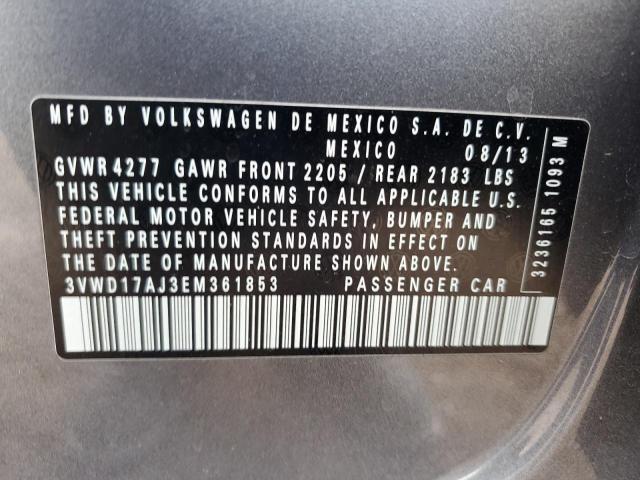 MFD BY VOLKSWAGEN DE MEXICO S.A. DE C.V.
MEXICO 08/13
GVWR 4277 GAWR FRONT 2205 / REAR 2183 LBS
THIS VEHICLE CONFORMS TO ALL APPLICABLE U.S.
FEDERAL MOTOR VEHICLE SAFETY, BUMPER AND
THEFT PREVENTION STANDARDS IN EFFECT ON
THE DATE OF MANUFACTURE SHOWN ABOVE.
3VWD17AJ3EM361853 PASSENGER CAR
3236165 1093 M